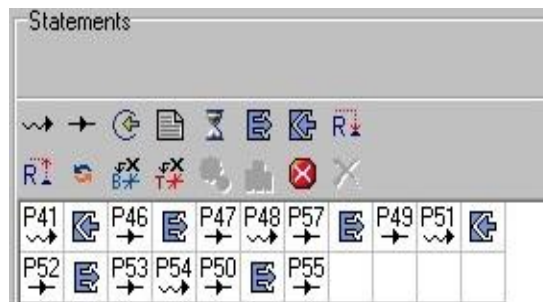 Statements
R
R B T
P41 P46 P47 P48 P57 P49 P51
P52 P53 P54 P50 P55